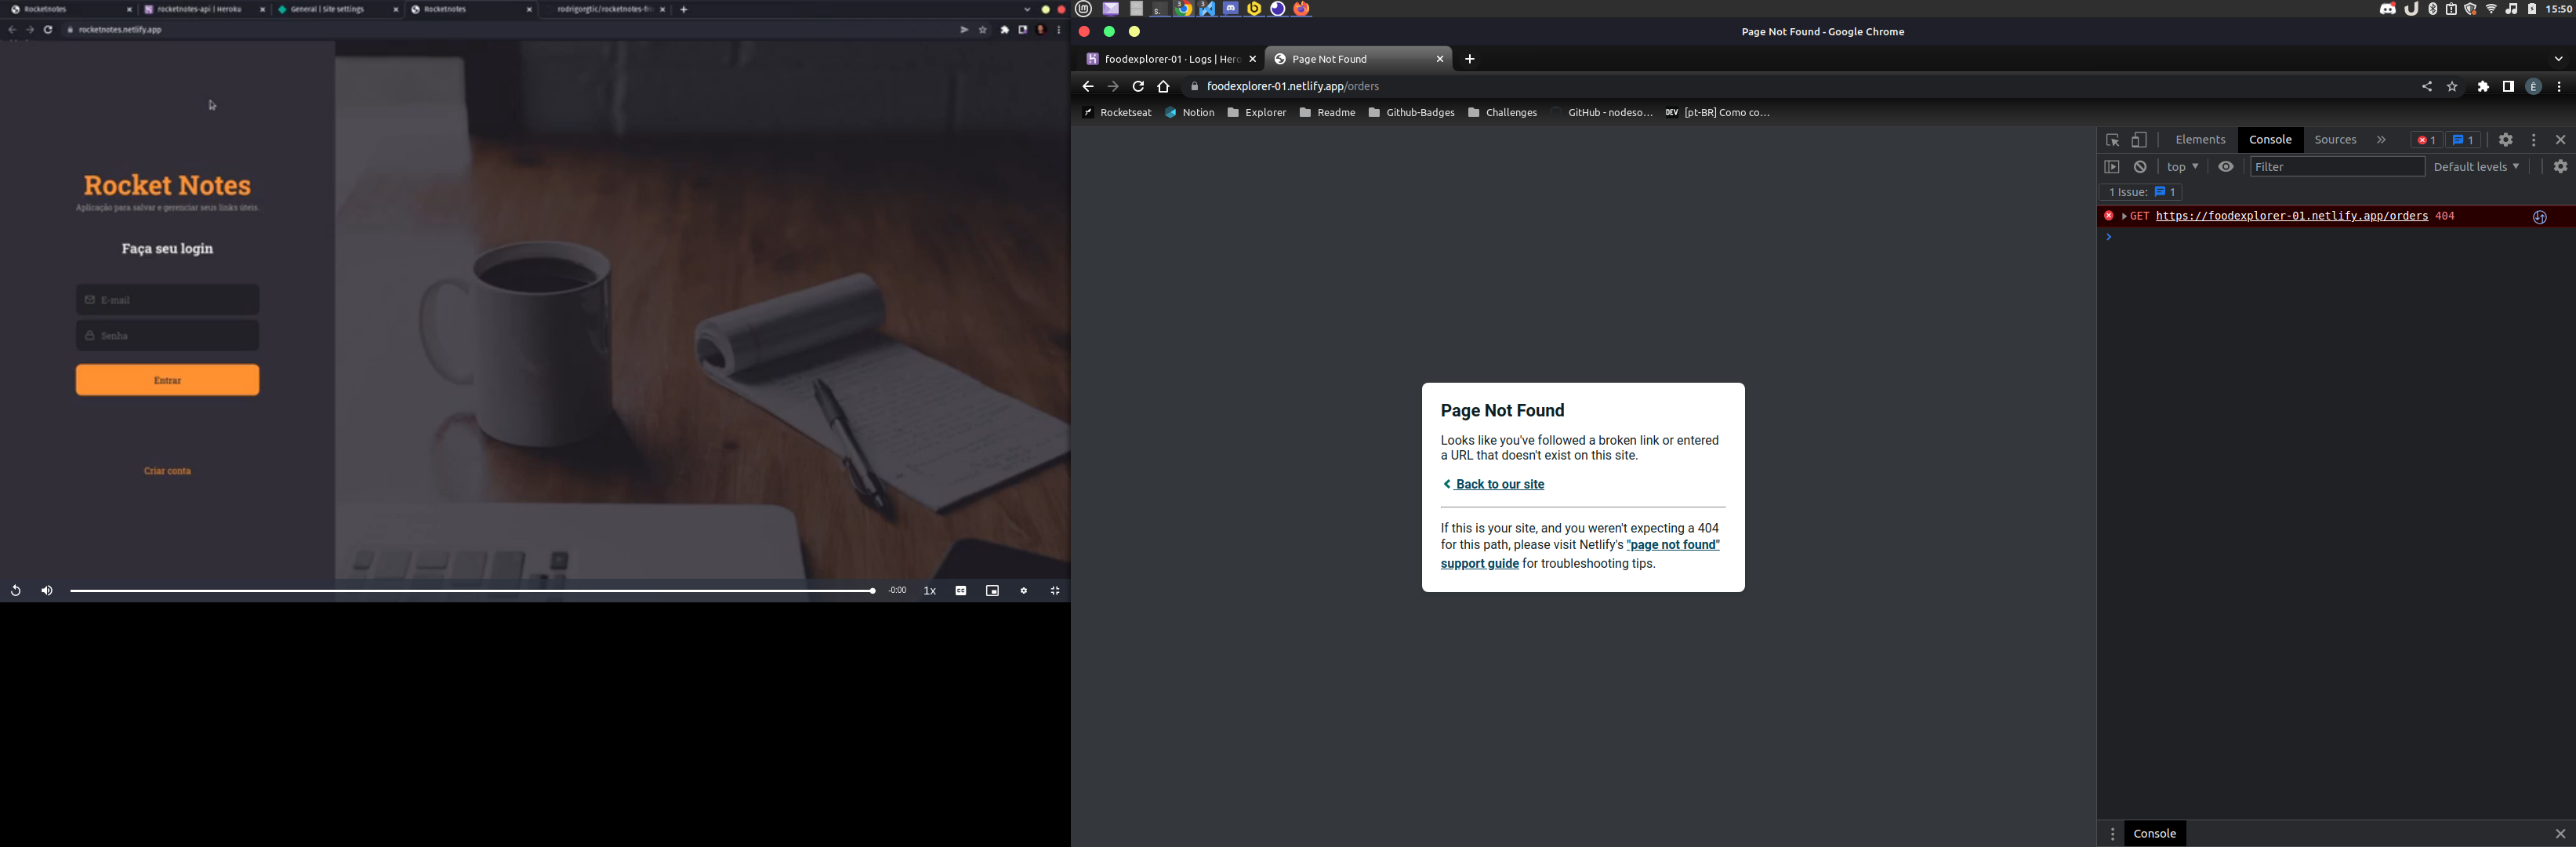 Rocketnotes
rocketnotes-api | Heroku
General | Site settings
Rocketnotes
rodrigorgtic/rocketnotes-fro
rocketnotes.netlify.app
Rocket Notes
Aplicação para salvar e gerenciar seus links úteis.
Faça seu login
E-mail
Senha
Entrar
Criar conta
-0:00
1x
CC
15:50
Page Not Found - Google Chrome
foodexplorer-01 · Logs | Hero
Page Not Found
foodexplorer-01.netlify.app/orders
Rocketseat
Notion
Explorer
Readme
Github-Badges
Challenges
GitHub - nodeso...
DEV
[pt-BR] Como co...
Elements
Console
Sources
1
1
top
Filter
Default levels
1 Issue:
1
GET https://foodexplorer-01.netlify.app/orders 404
Page Not Found
Looks like you've followed a broken link or entered
a URL that doesn't exist on this site.
Back to our site
If this is your site, and you weren't expecting a 404
for this path, please visit Netlify's "page not found"
support guide for troubleshooting tips.
Console